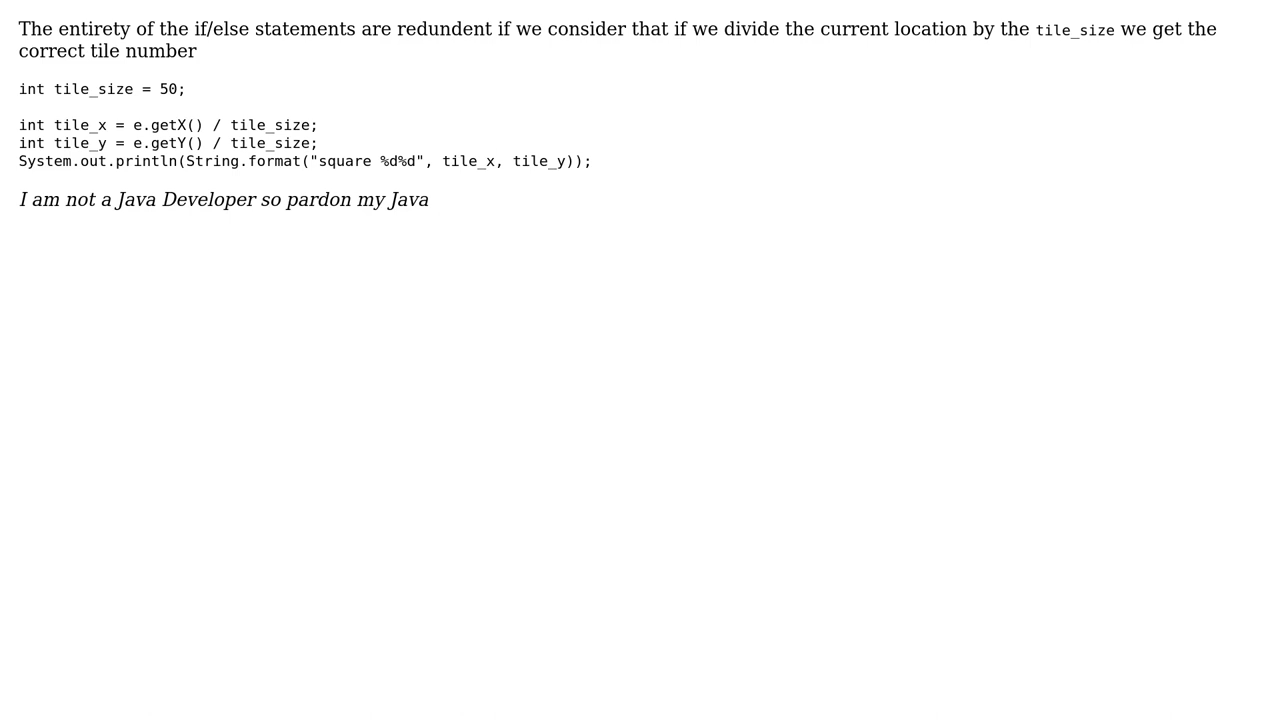 The entirety of the if/else statements are redundent if we consider that if we divide the current location by the tile_size we get the
correct tile number
int tile_size = 50;
int tile_x = e.getX() / tile_size;
int tile_y = e.getY() / tile_size;
System.out.println(String.format("square %d%d", tile_x, tile_y));
I am not a Java Developer so pardon my Java